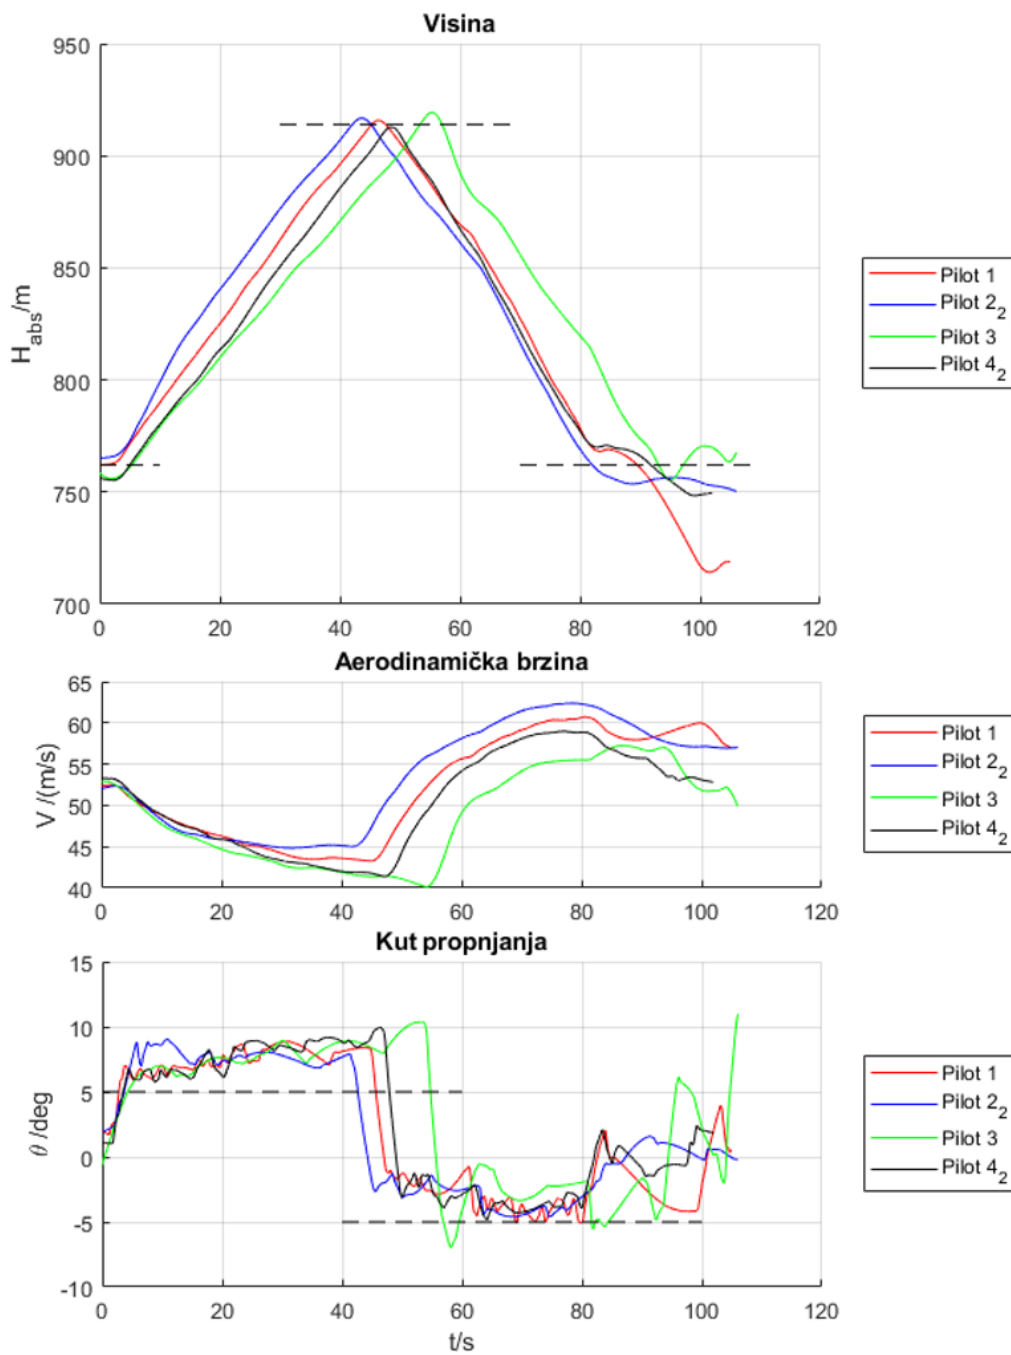 Visina
950
900
850
800
750
700
0 20 40 60 80 100 120
H_abs/m
Pilot 1
Pilot 2_2
Pilot 3
Pilot 4_2
Aerodinamička brzina
65
60
55
50
45
40
0 20 40 60 80 100 120
V /(m/s)
Pilot 1
Pilot 2_2
Pilot 3
Pilot 4_2
Kut propnjanja
15
10
5
0
-5
-10
0 20 40 60 80 100 120
θ /deg
t/s
Pilot 1
Pilot 2_2
Pilot 3
Pilot 4_2